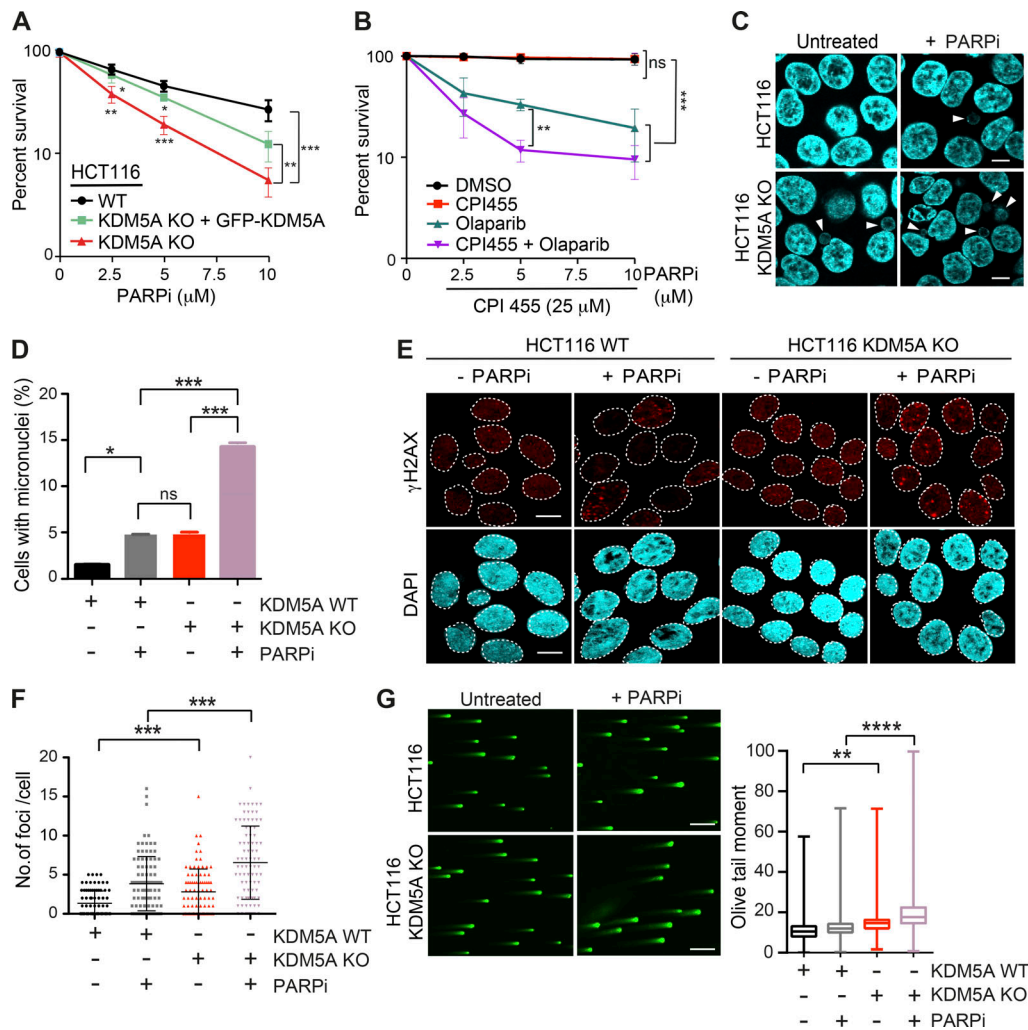 A
Percent survival
100
10
0
HCT116
WT
KDM5A KO + GFP-KDM5A
KDM5A KO
*
**
*
***
**
***
0 2.5 5 7.5 10
PARPi (μM)
B
Percent survival
100
10
0
ns
***
**
DMSO
CPI455
Olaparib
CPI455 + Olaparib
0 2.5 5 7.5 10 PARPi
(μM)
CPI 455 (25 μM)
C
Untreated + PARPi
HCT116
HCT116
KDM5A KO
D
Cells with micronuclei (%)
20
15
10
5
0
***
***
*
ns
+ + - - KDM5A WT
- - + + KDM5A KO
- + - + PARPi
E
HCT116 WT HCT116 KDM5A KO
- PARPi + PARPi - PARPi + PARPi
γH2AX
DAPI
F
No.of foci /cell
20
15
10
5
0
***
***
+ + - - KDM5A WT
- - + + KDM5A KO
- + - + PARPi
G
Untreated + PARPi
HCT116
HCT116
KDM5A KO
Olive tail moment
100
80
60
40
20
0
****
**
+ + - - KDM5A WT
- - + + KDM5A KO
- + - + PARPi